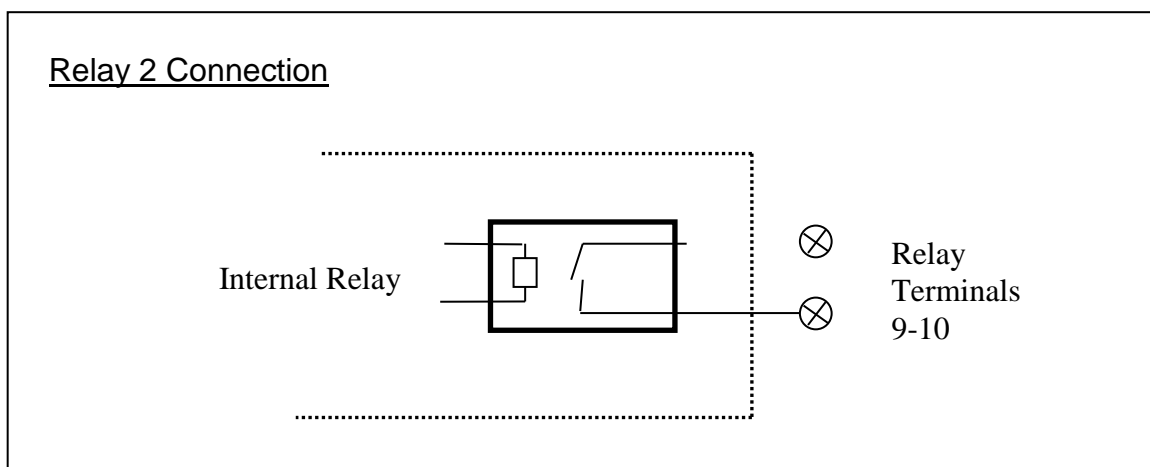 Relay 2 Connection
Internal Relay
Relay
Terminals
9-10